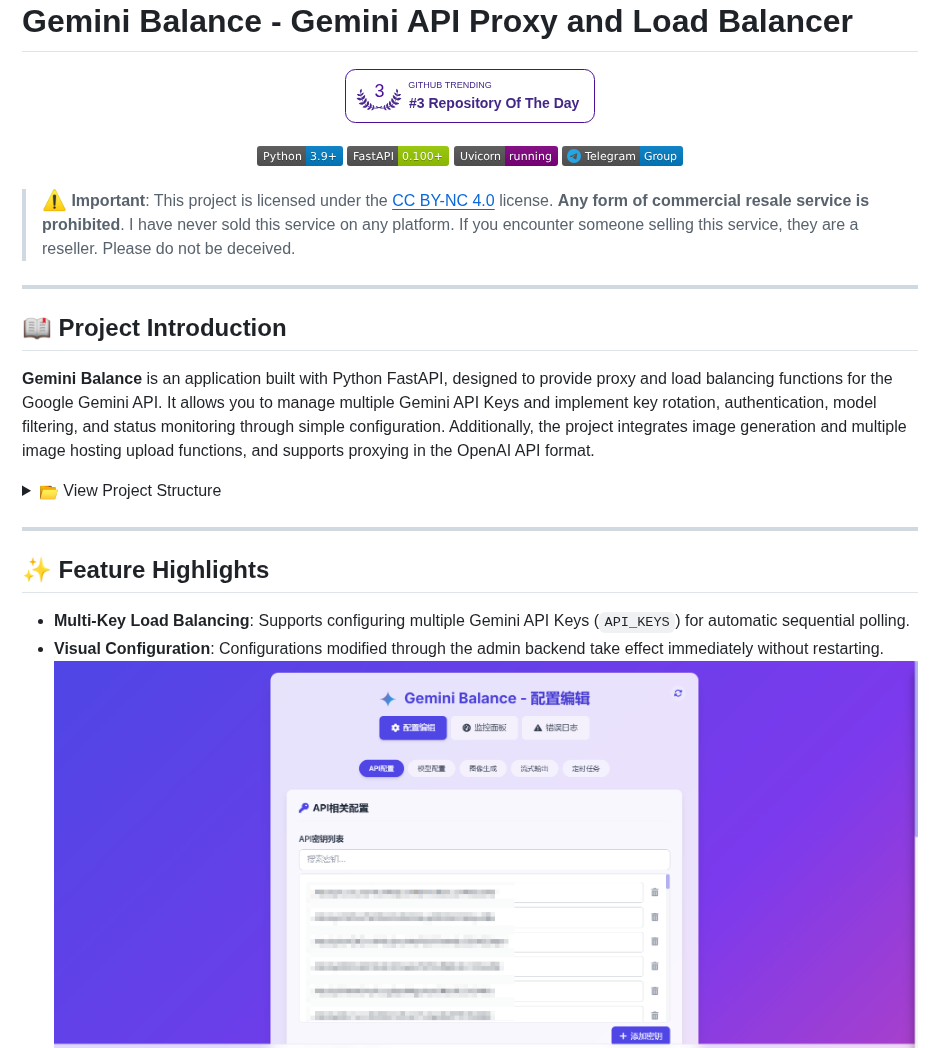 Gemini Balance - Gemini API Proxy and Load Balancer
3
GITHUB TRENDING
#3 Repository Of The Day
Python 3.9+ FastAPI 0.100+ Uvicorn running Telegram Group
⚠️ Important: This project is licensed under the CC BY-NC 4.0 license. Any form of commercial resale service is
prohibited. I have never sold this service on any platform. If you encounter someone selling this service, they are a
reseller. Please do not be deceived.
📖 Project Introduction
Gemini Balance is an application built with Python FastAPI, designed to provide proxy and load balancing functions for the
Google Gemini API. It allows you to manage multiple Gemini API Keys and implement key rotation, authentication, model
filtering, and status monitoring through simple configuration. Additionally, the project integrates image generation and multiple
image hosting upload functions, and supports proxying in the OpenAI API format.
📂 View Project Structure
✨ Feature Highlights
• Multi-Key Load Balancing: Supports configuring multiple Gemini API Keys (API_KEYS) for automatic sequential polling.
• Visual Configuration: Configurations modified through the admin backend take effect immediately without restarting.
Gemini Balance - 配置编辑
配置编辑 监控面板 错误日志
API配置 模型配置 图像生成 流式输出 定时任务
API相关配置
API密钥列表
搜索密钥...
+ 添加密钥